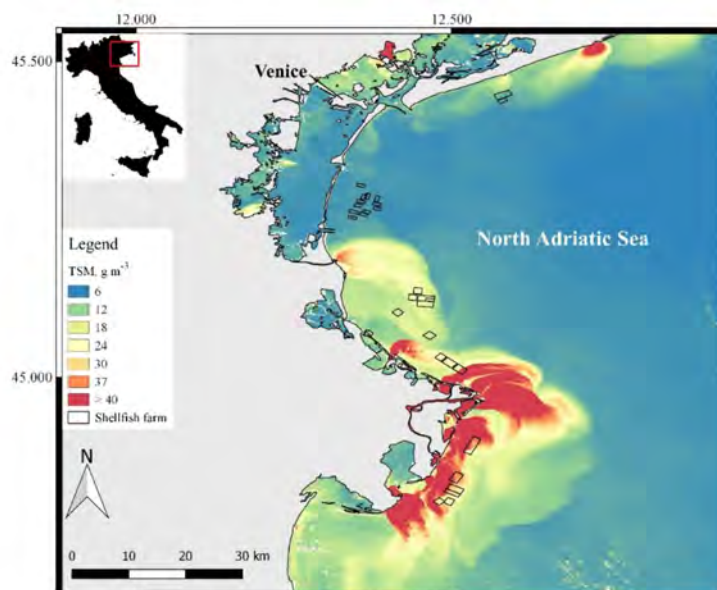 12.000
12.500
45.500
Venice
North Adriatic Sea
Legend
TSM. g m⁻³
6
12
18
24
30
37
> 40
Shellfish farm
45.000
N
0 10 20 30 km